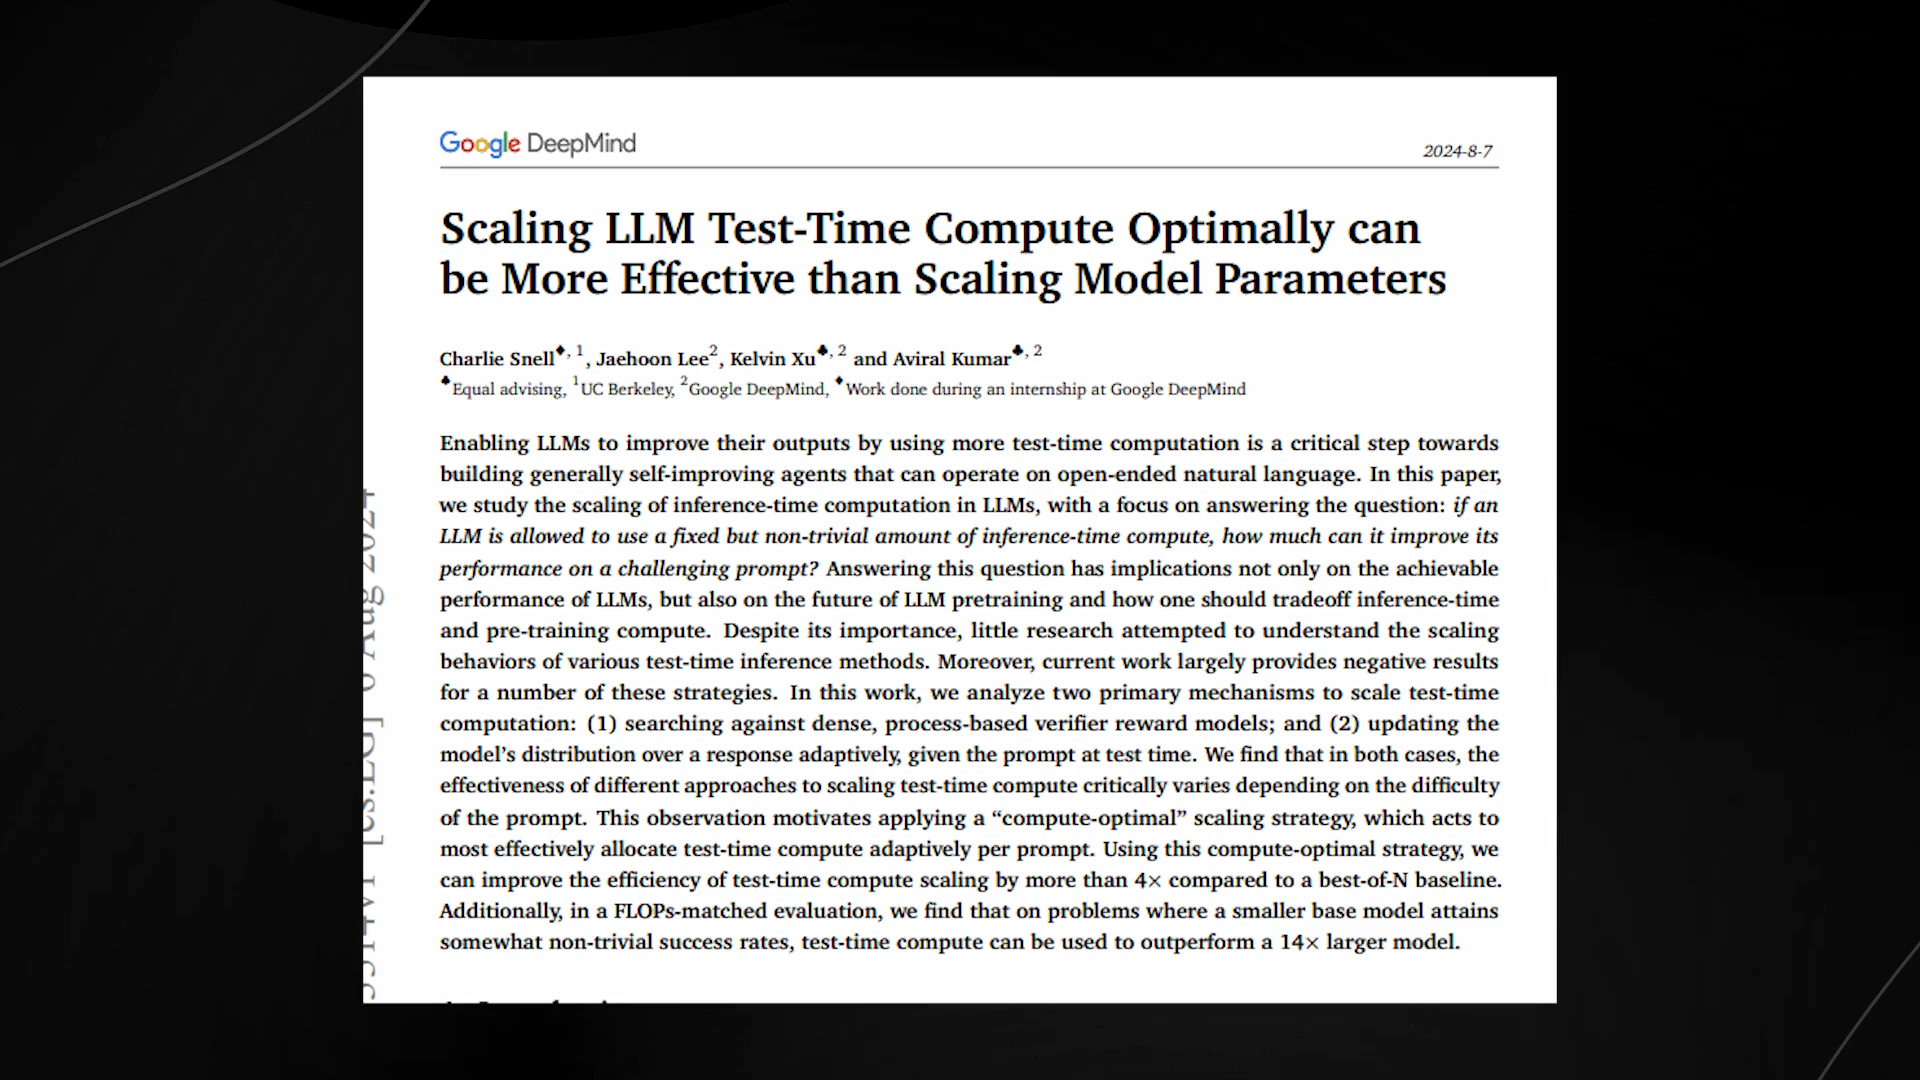 Google DeepMind
2024-8-7
Scaling LLM Test-Time Compute Optimally can
be More Effective than Scaling Model Parameters
Charlie Snell♦, 1, Jaehoon Lee2, Kelvin Xu♣, 2 and Aviral Kumar♣, 2
♣Equal advising, 1UC Berkeley, 2Google DeepMind, ♦Work done during an internship at Google DeepMind
Enabling LLMs to improve their outputs by using more test-time computation is a critical step towards
building generally self-improving agents that can operate on open-ended natural language. In this paper,
we study the scaling of inference-time computation in LLMs, with a focus on answering the question: if an
LLM is allowed to use a fixed but non-trivial amount of inference-time compute, how much can it improve its
performance on a challenging prompt? Answering this question has implications not only on the achievable
performance of LLMs, but also on the future of LLM pretraining and how one should tradeoff inference-time
and pre-training compute. Despite its importance, little research attempted to understand the scaling
behaviors of various test-time inference methods. Moreover, current work largely provides negative results
for a number of these strategies. In this work, we analyze two primary mechanisms to scale test-time
computation: (1) searching against dense, process-based verifier reward models; and (2) updating the
model’s distribution over a response adaptively, given the prompt at test time. We find that in both cases, the
effectiveness of different approaches to scaling test-time compute critically varies depending on the difficulty
of the prompt. This observation motivates applying a “compute-optimal” scaling strategy, which acts to
most effectively allocate test-time compute adaptively per prompt. Using this compute-optimal strategy, we
can improve the efficiency of test-time compute scaling by more than 4× compared to a best-of-N baseline.
Additionally, in a FLOPs-matched evaluation, we find that on problems where a smaller base model attains
somewhat non-trivial success rates, test-time compute can be used to outperform a 14× larger model.